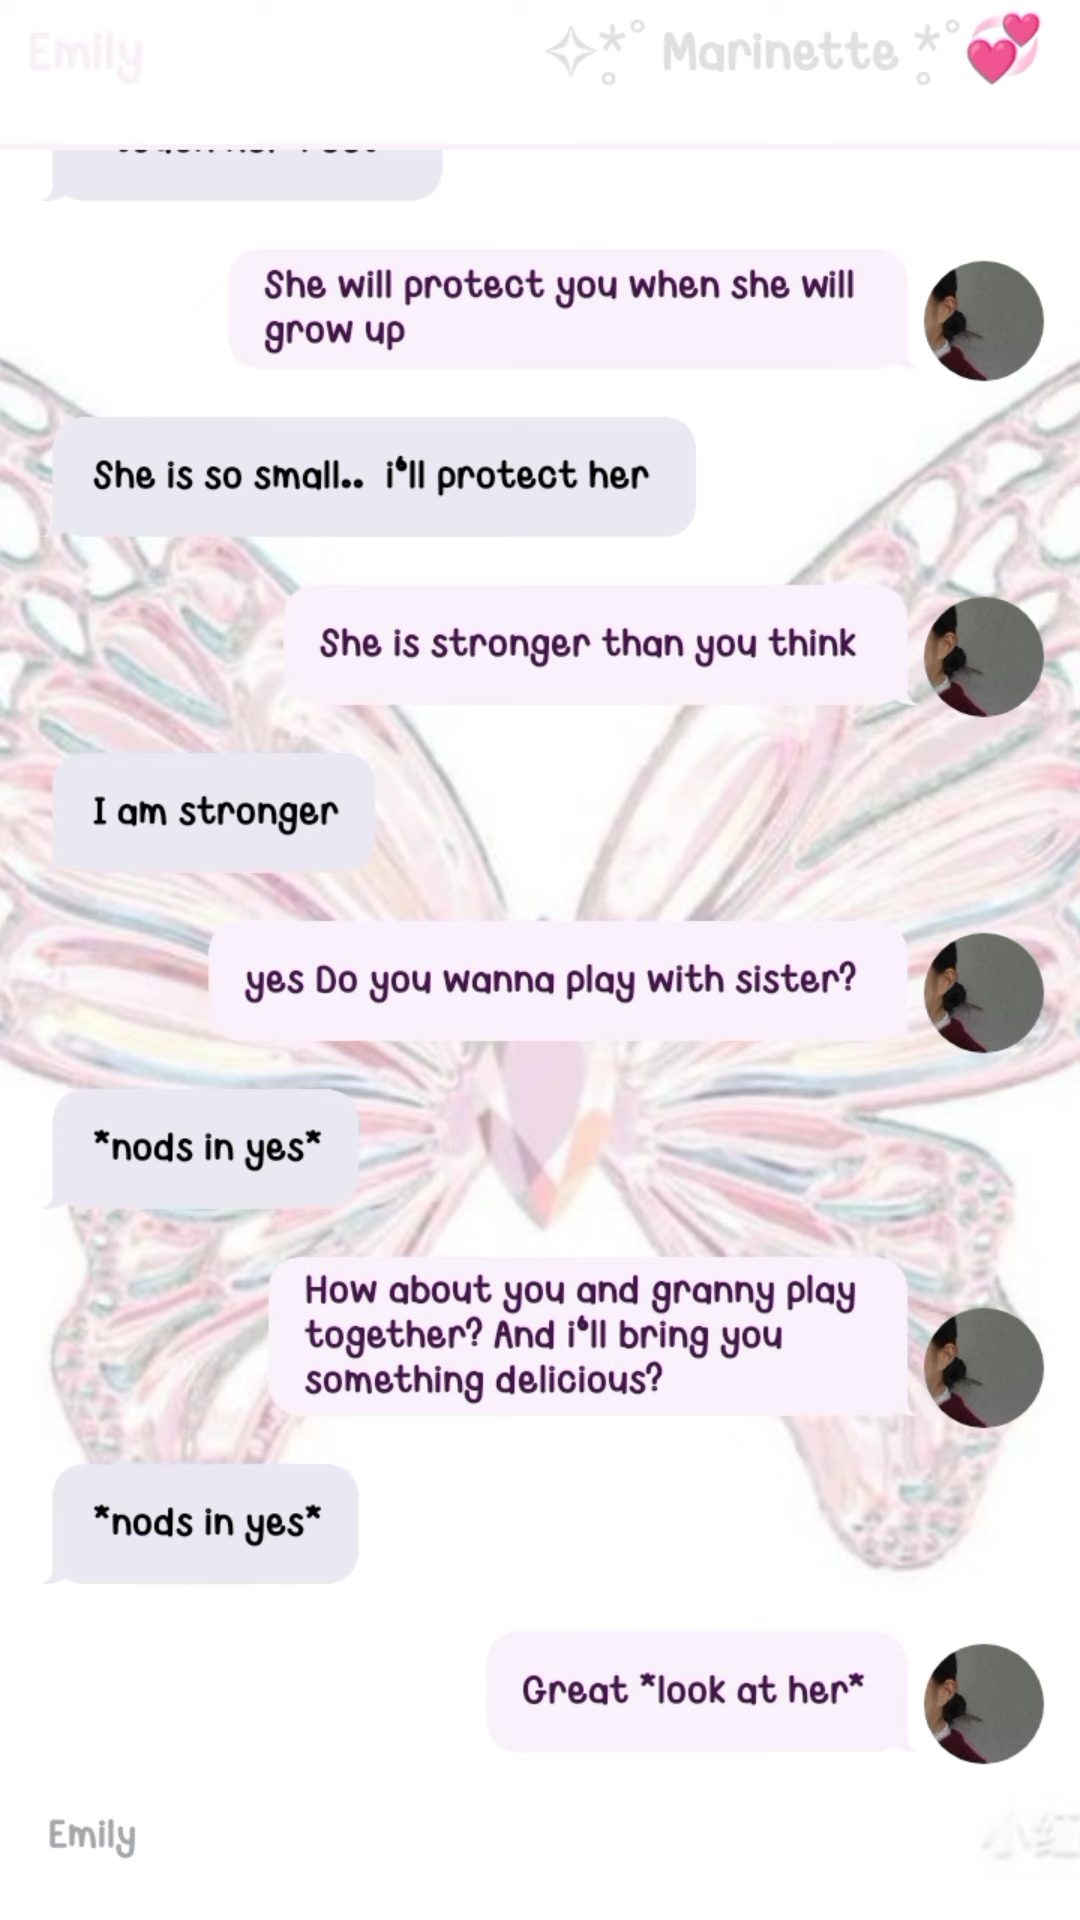 Emily
Marinette
She will protect you when she will
grow up
She is so small.. i'll protect her
She is stronger than you think
I am stronger
yes Do you wanna play with sister?
*nods in yes*
How about you and granny play
together? And i'll bring you
something delicious?
*nods in yes*
Great *look at her*
Emily
小红